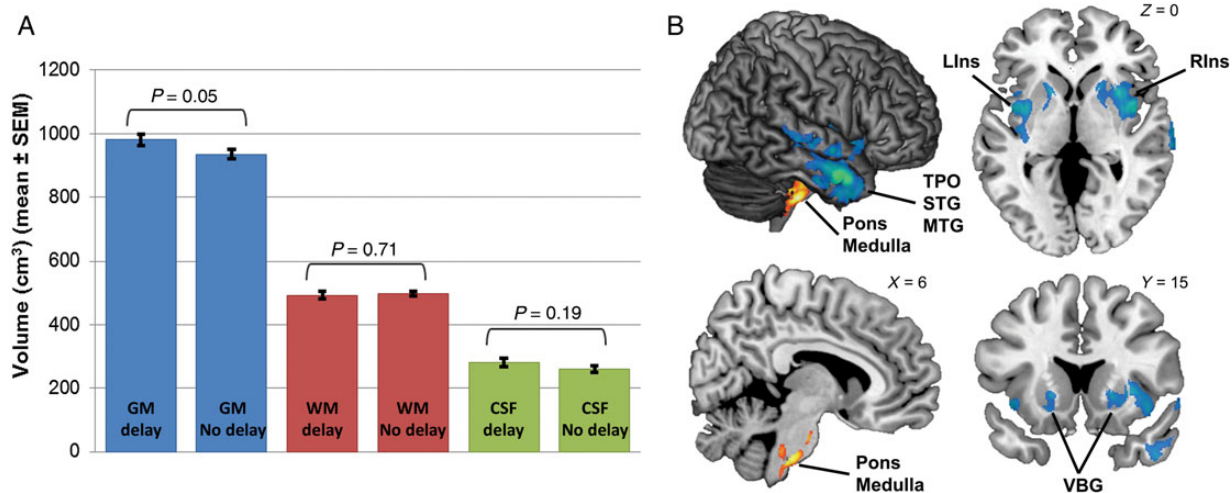 A
Volume (cm³) (mean ± SEM)
1200
1000
800
600
400
200
0
P = 0.05
P = 0.71
P = 0.19
GM
delay
GM
No delay
WM
delay
WM
No delay
CSF
delay
CSF
No delay
B
Z = 0
LIns
RIns
TPO
STG
MTG
Pons
Medulla
X = 6
Pons
Medulla
Y = 15
VBG